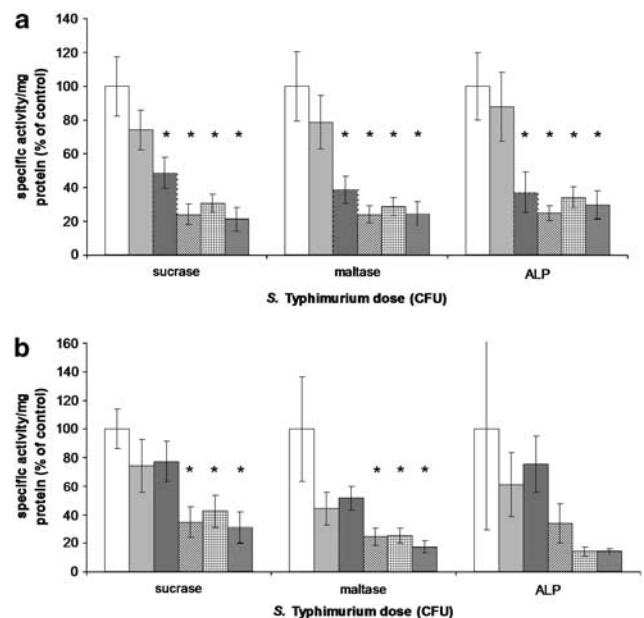 a
specific activity/mg
protein (% of control)
140
120
100
80
60
40
20
0
* * * *
* * * *
* * * *
sucrase
maltase
ALP
S. Typhimurium dose (CFU)
b
specific activity/mg
protein (% of control)
160
140
120
100
80
60
40
20
0
* * *
* * *
sucrase
maltase
ALP
S. Typhimurium dose (CFU)